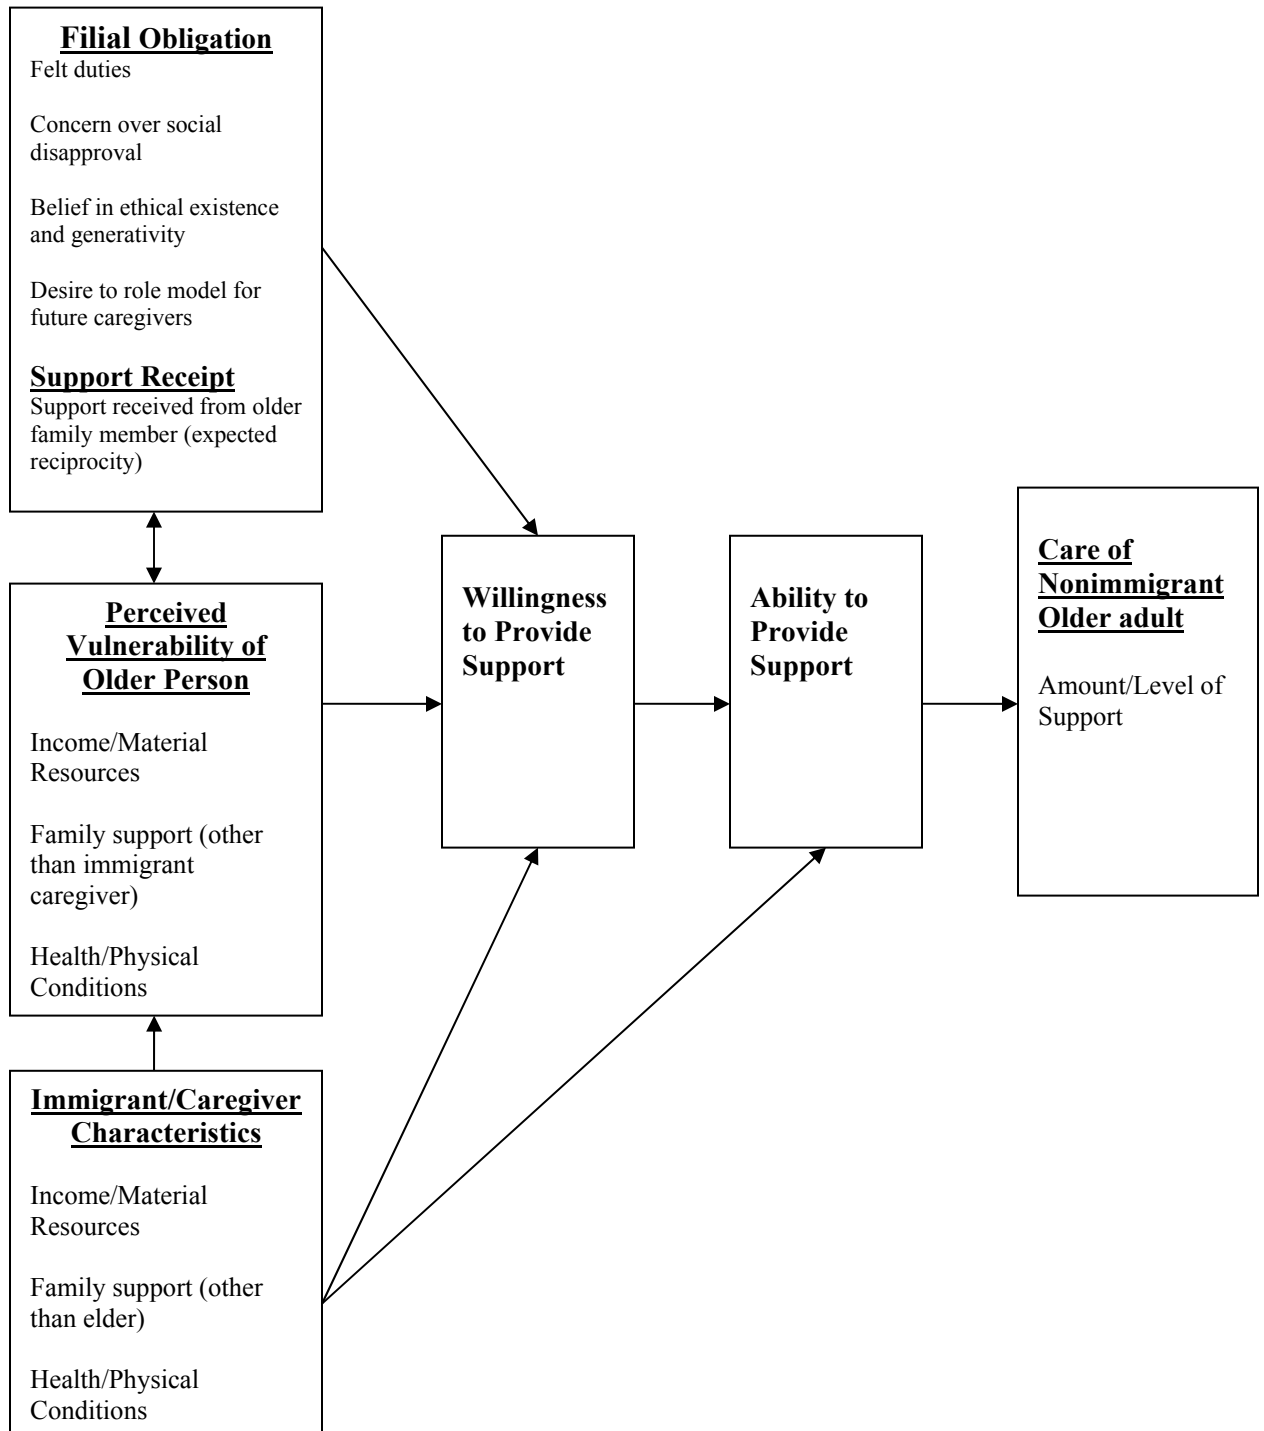 Filial Obligation
Felt duties
Concern over social
disapproval
Belief in ethical existence
and generativity
Desire to role model for
future caregivers
Support Receipt
Support received from older
family member (expected
reciprocity)
Perceived
Vulnerability of
Older Person
Income/Material
Resources
Family support (other
than immigrant
caregiver)
Health/Physical
Conditions
Immigrant/Caregiver
Characteristics
Income/Material
Resources
Family support (other
than elder)
Health/Physical
Conditions
Willingness
to Provide
Support
Ability to
Provide
Support
Care of
Nonimmigrant
Older adult
Amount/Level of
Support